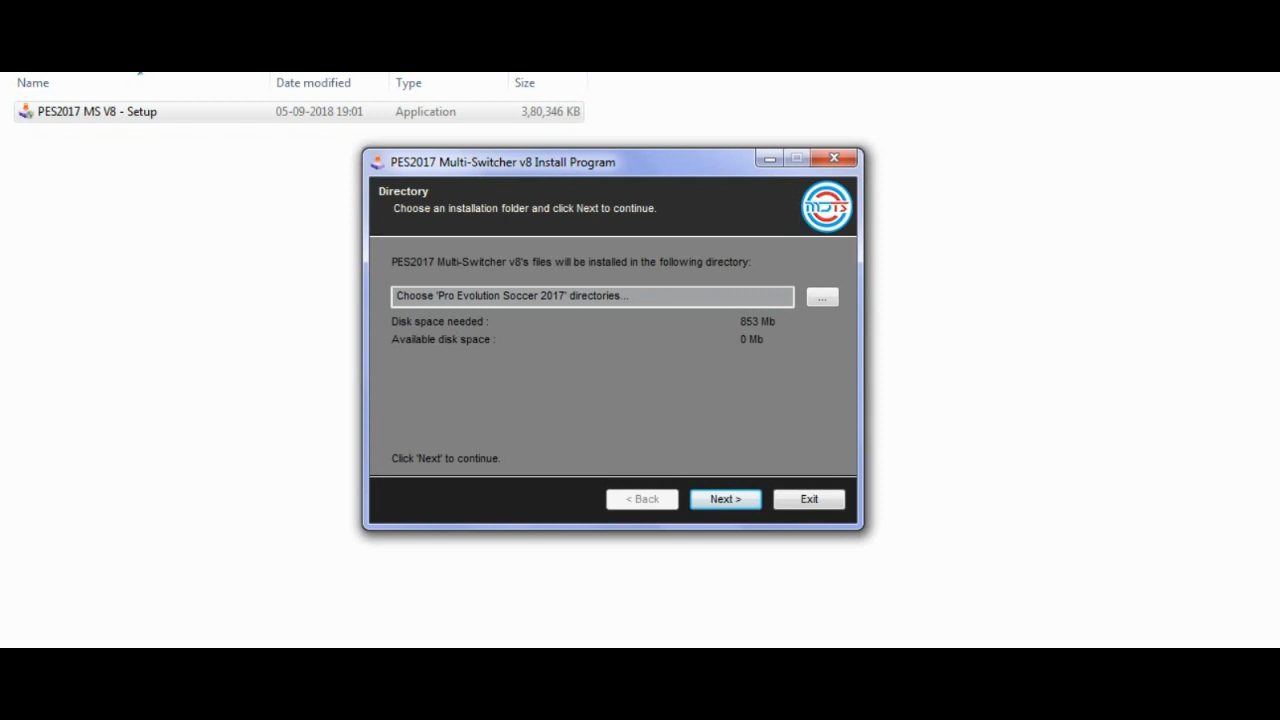 Name Date modified Type Size
PES2017 MS V8 - Setup 05-09-2018 19:01 Application 3,80,346 KB
PES2017 Multi-Switcher v8 Install Program
Directory
Choose an installation folder and click Next to continue.
MJTS
PES2017 Multi-Switcher v8's files will be installed in the following directory:
Choose 'Pro Evolution Soccer 2017' directories...
...
Disk space needed : 853 Mb
Available disk space : 0 Mb
Click 'Next' to continue.
< Back Next > Exit